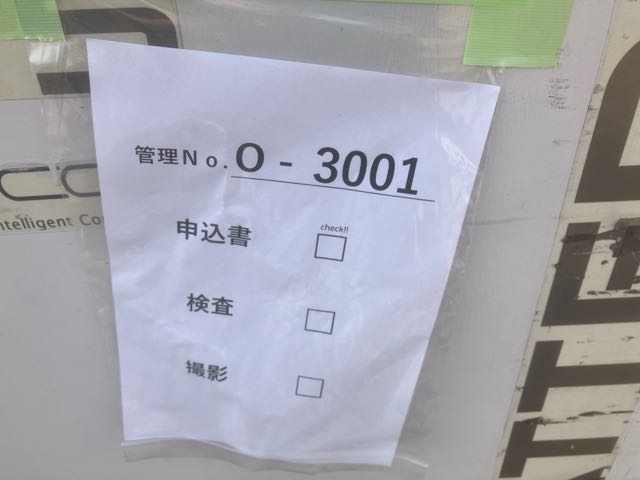 管理No.O - 3001
check!!
申込書 □
検査 □
撮影 □
ntelligent Co